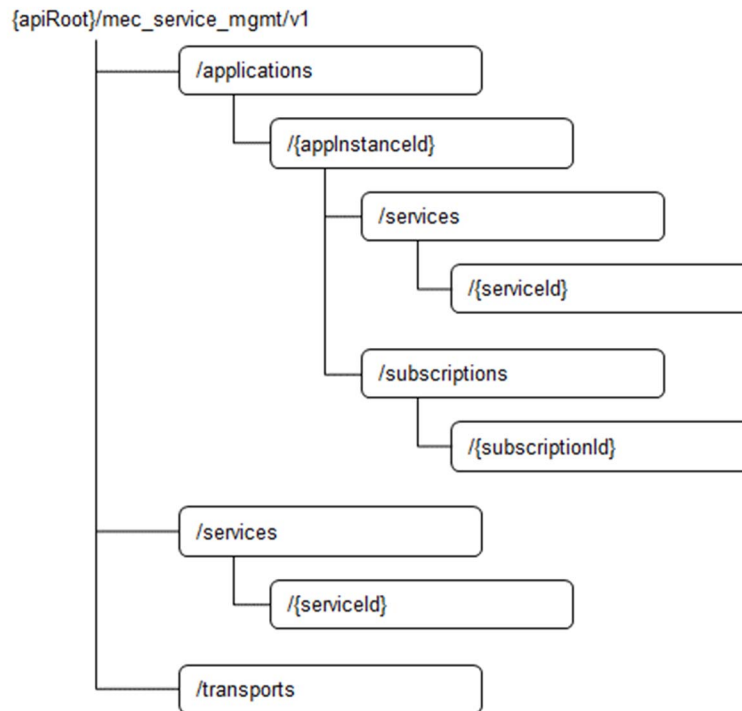 {apiRoot}/mec_service_mgmt/v1
/applications
/{appInstanceId}
/services
/{serviceId}
/subscriptions
/{subscriptionId}
/services
/{serviceId}
/transports